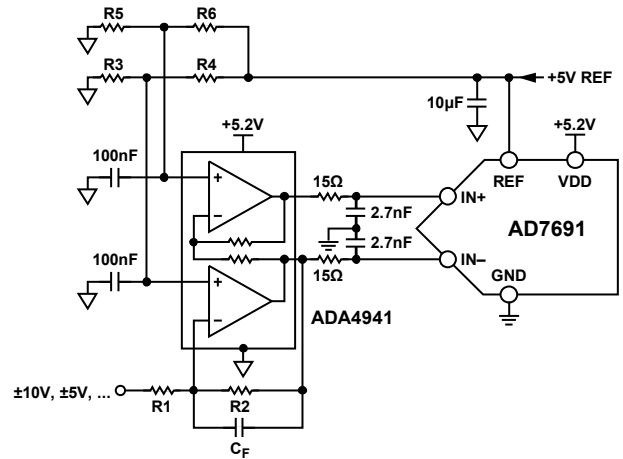 R5
R6
R3
R4
+5V REF
10µF
+5.2V
+5.2V
100nF
REF
VDD
15Ω
+
IN+
–
2.7nF
AD7691
2.7nF
100nF
IN–
15Ω
+
GND
–
ADA4941
±10V, ±5V, ...
R1
R2
CF